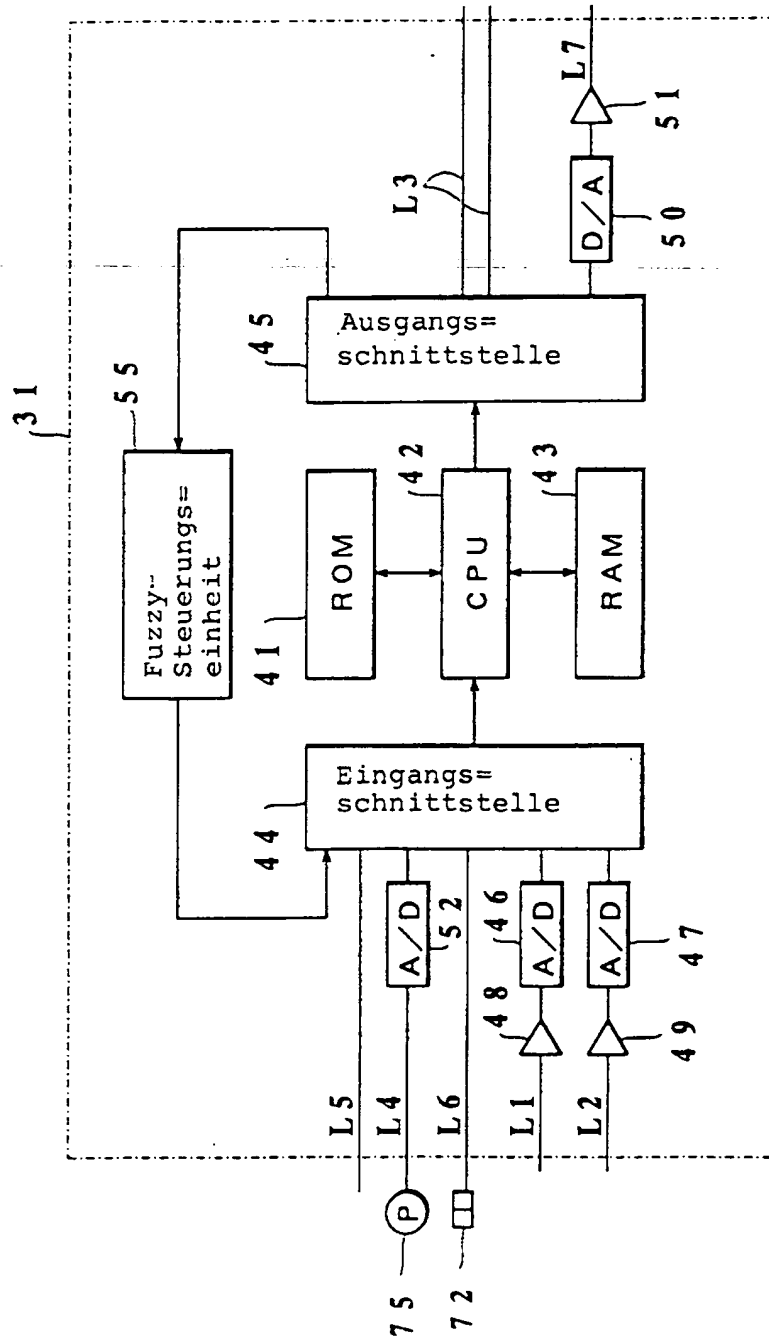 31
55
Fuzzy-
Steuerungs=
einheit
44
Eingangs=
schnittstelle
41
ROM
42
CPU
43
RAM
45
Ausgangs=
schnittstelle
L3
D/A
50
51
L7
L5
75
P
L4
A/D
52
72
L6
L1
48
A/D
46
L2
49
A/D
47